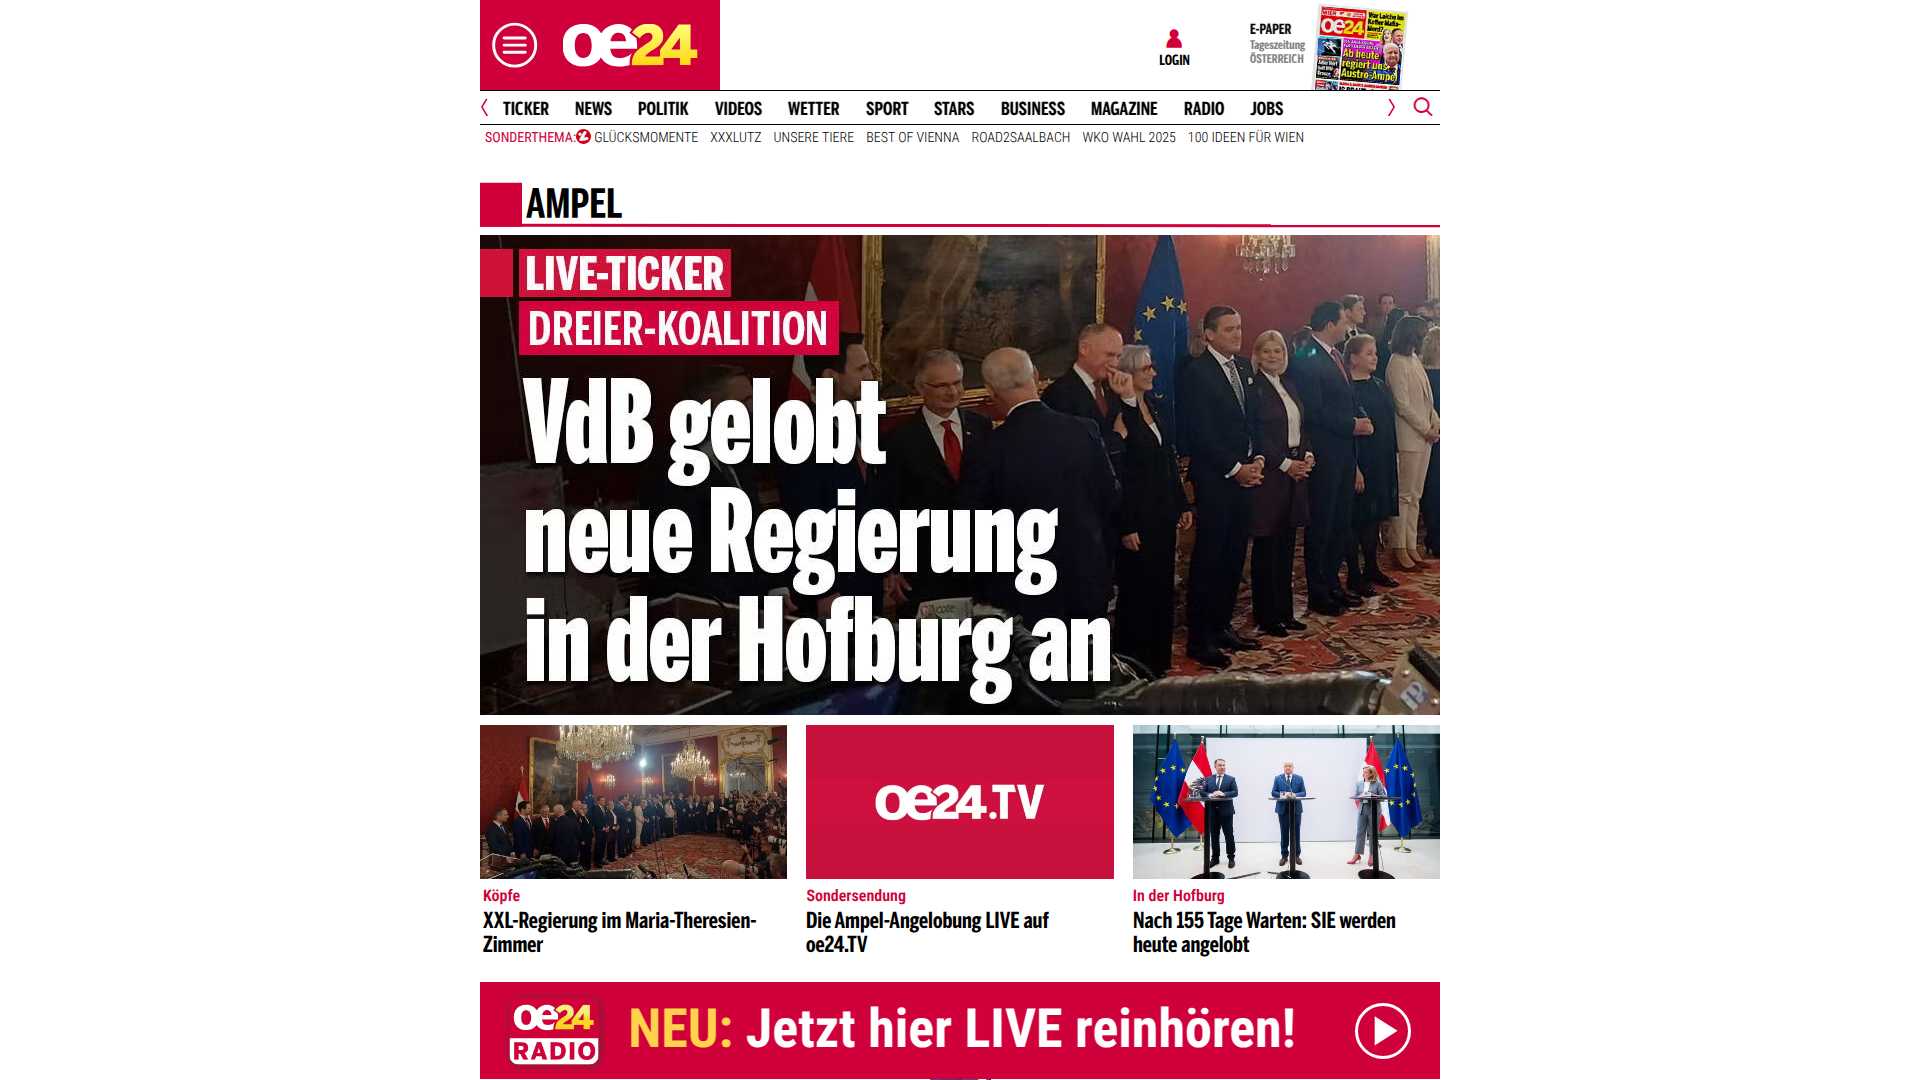 oe24
LOGIN
E-PAPER
Tageszeitung
ÖSTERREICH
oe24
Ab heute
regiert uns
Austro-Ampel
TICKER NEWS POLITIK VIDEOS WETTER SPORT STARS BUSINESS MAGAZINE RADIO JOBS
SONDERTHEMA: GLÜCKSMOMENTE XXXLUTZ UNSERE TIERE BEST OF VIENNA ROAD2SAALBACH WKO WAHL 2025 100 IDEEN FÜR WIEN
AMPEL
LIVE-TICKER
DREIER-KOALITION
VdB gelobt
neue Regierung
in der Hofburg an
oe24.TV
Köpfe
XXL-Regierung im Maria-Theresien-
Zimmer
Sondersendung
Die Ampel-Angelobung LIVE auf
oe24.TV
In der Hofburg
Nach 155 Tage Warten: SIE werden
heute angelobt
oe24
RADIO
NEU: Jetzt hier LIVE reinhören!